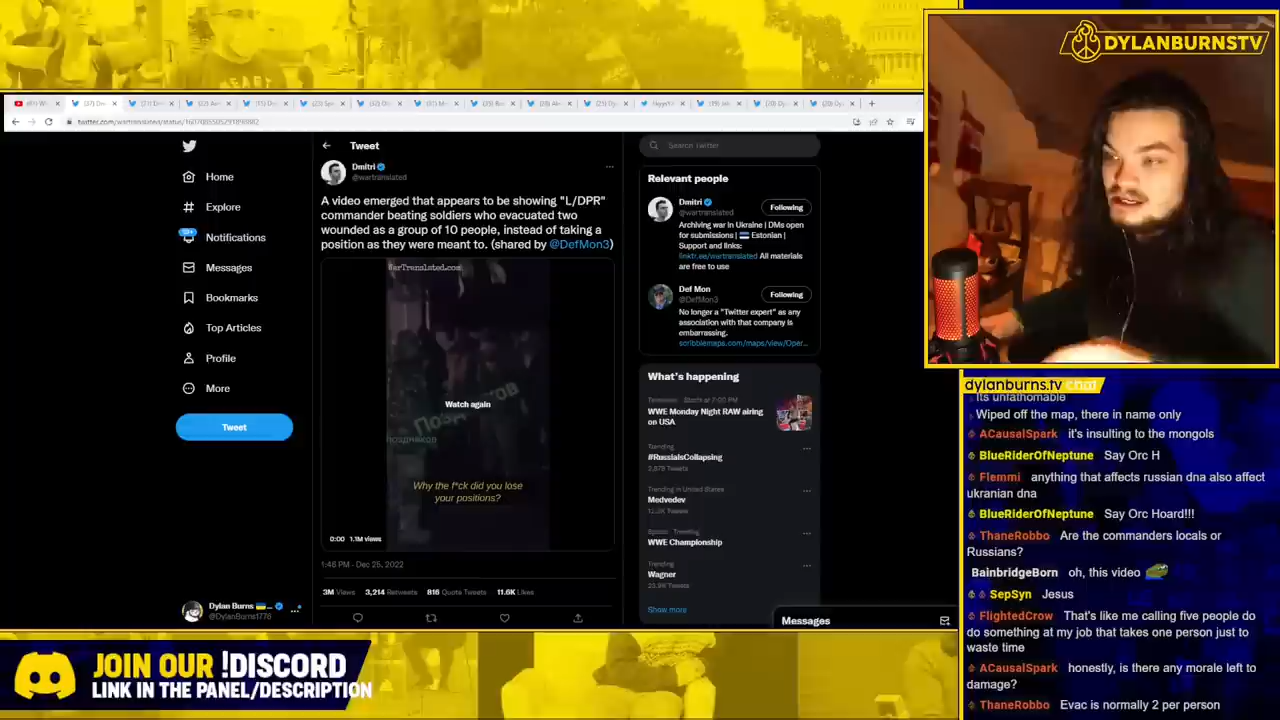 DYLANBURNSTV
Tweet
Search Twitter
Home
Explore
Notifications
Messages
Bookmarks
Top Articles
Profile
More
Tweet
Dylan Burns
@DylanBurns1776
Dmitri
@wartranslated
A video emerged that appears to be showing "L/DPR"
commander beating soldiers who evacuated two
wounded as a group of 10 people, instead of taking a
position as they were meant to. (shared by @DefMon3)
WarTranslated.com
Watch again
поздняков
Why the f*ck did you lose
your positions?
0:00 1.1M views
1:46 PM · Dec 25, 2022
3M Views 3,214 Retweets 816 Quote Tweets 11.6K Likes
Relevant people
Dmitri
@wartranslated
Following
Archiving war in Ukraine | DMs open
for submissions | Estonian |
Support and links:
linktr.ee/wartranslated All materials
are free to use
Def Mon
@DefMon3
Following
No longer a "Twitter expert" as any
association with that company is
embarrassing.
scribblemaps.com/maps/view/Oper...
What's happening
WWE Monday Night RAW airing
on USA
Trending
#RussiaIsCollapsing
Trending in United States
Medvedev
Trending
WWE Championship
Trending
Wagner
Show more
Messages
JOIN OUR !DISCORD
LINK IN THE PANEL/DESCRIPTION
dylanburns.tv chat
Its unfathomable
Wiped off the map, there in name only
ACausalSpark it's insulting to the mongols
BlueRiderOfNeptune Say Orc H
Flemmi anything that affects russian dna also affect
ukranian dna
BlueRiderOfNeptune Say Orc Hoard!!!
ThaneRobbo Are the commanders locals or
Russians?
BainbridgeBorn oh, this video
SepSyn Jesus
FlightedCrow That's like me calling five people do
do something at my job that takes one person just to
waste time
ACausalSpark honestly, is there any morale left to
damage?
ThaneRobbo Evac is normally 2 per person